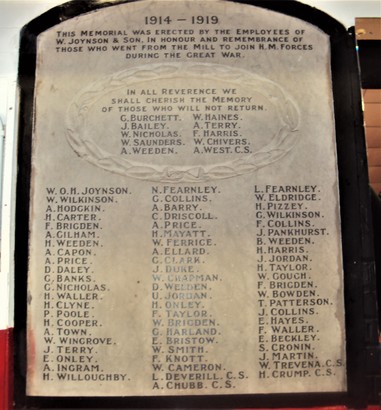 1914 – 1919.
THIS MEMORIAL WAS ERECTED BY THE EMPLOYEES OF
W. JOYNSON & SON, IN HONOUR AND REMEMBRANCE OF
THOSE WHO WENT FROM THE MILL TO JOIN H.M. FORCES
DURING THE GREAT WAR.
IN ALL REVERENCE WE
SHALL CHERISH THE MEMORY
OF THOSE WHO WILL NOT RETURN.
G. BURCHETT. W. HAINES.
J. BAILEY. A. TERRY.
W. NICHOLAS. F. HARRIS.
W. SAUNDERS. W. CHIVERS.
A. WEEDEN. A. WEST. C.S.
W. O. H. JOYNSON.
W. WILKINSON.
A. HODGKIN.
H. CARTER.
F. BRIGDEN.
A. GILHAM.
H. WEEDEN.
A. CAPON.
A. PRICE.
D. DALEY.
G. BANKS.
G. NICHOLAS.
H. WALLER.
H. CLYNE.
P. POOLE.
H. COOPER.
A. TOWN.
W. WINGROVE.
J. TERRY.
E. ONLEY.
A. INGRAM.
H. WILLOUGHBY.
N. FEARNLEY.
G. COLLINS.
A. BARRY.
C. DRISCOLL.
A. PRICE.
H. MAYATT.
W. FERRICE.
A. ELLARD.
G. CLARK.
J. DUKE.
W. CHAPMAN.
D. WELDEN.
U. JORDAN.
H. ONLEY.
F. TAYLOR.
W. BRIGDEN.
G. HARLAND.
E. BRISTOW.
W. SMITH.
F. KNOTT.
W. CAMERON.
L. DEVERILL. C.S.
A. CHUBB. C.S.
L. FEARNLEY.
W. ELDRIDGE.
H. PIZZEY.
G. WILKINSON.
F. COLLINS.
J. PANKHURST.
B. WEEDEN.
H. HARRIS.
J. JORDAN.
H. TAYLOR.
W. GOUGH.
F. BRIGDEN.
W. BOWDEN.
T. PATTERSON.
J. COLLINS.
E. HAYES.
F. WALLER.
E. BECKLEY.
S. CRONIN.
J. MARTIN.
W. TREVENA. C.S.
H. CRUMP. C.S.